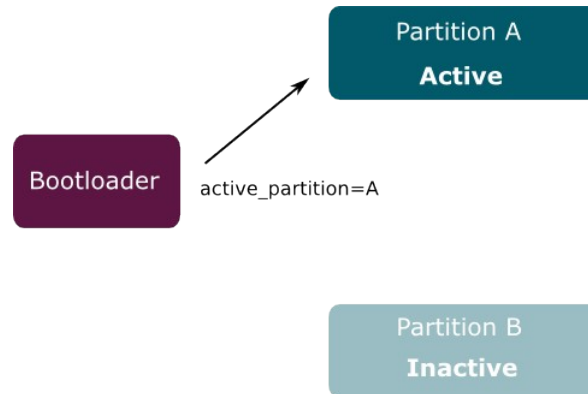 Partition A
Active
Bootloader
active_partition=A
Partition B
Inactive